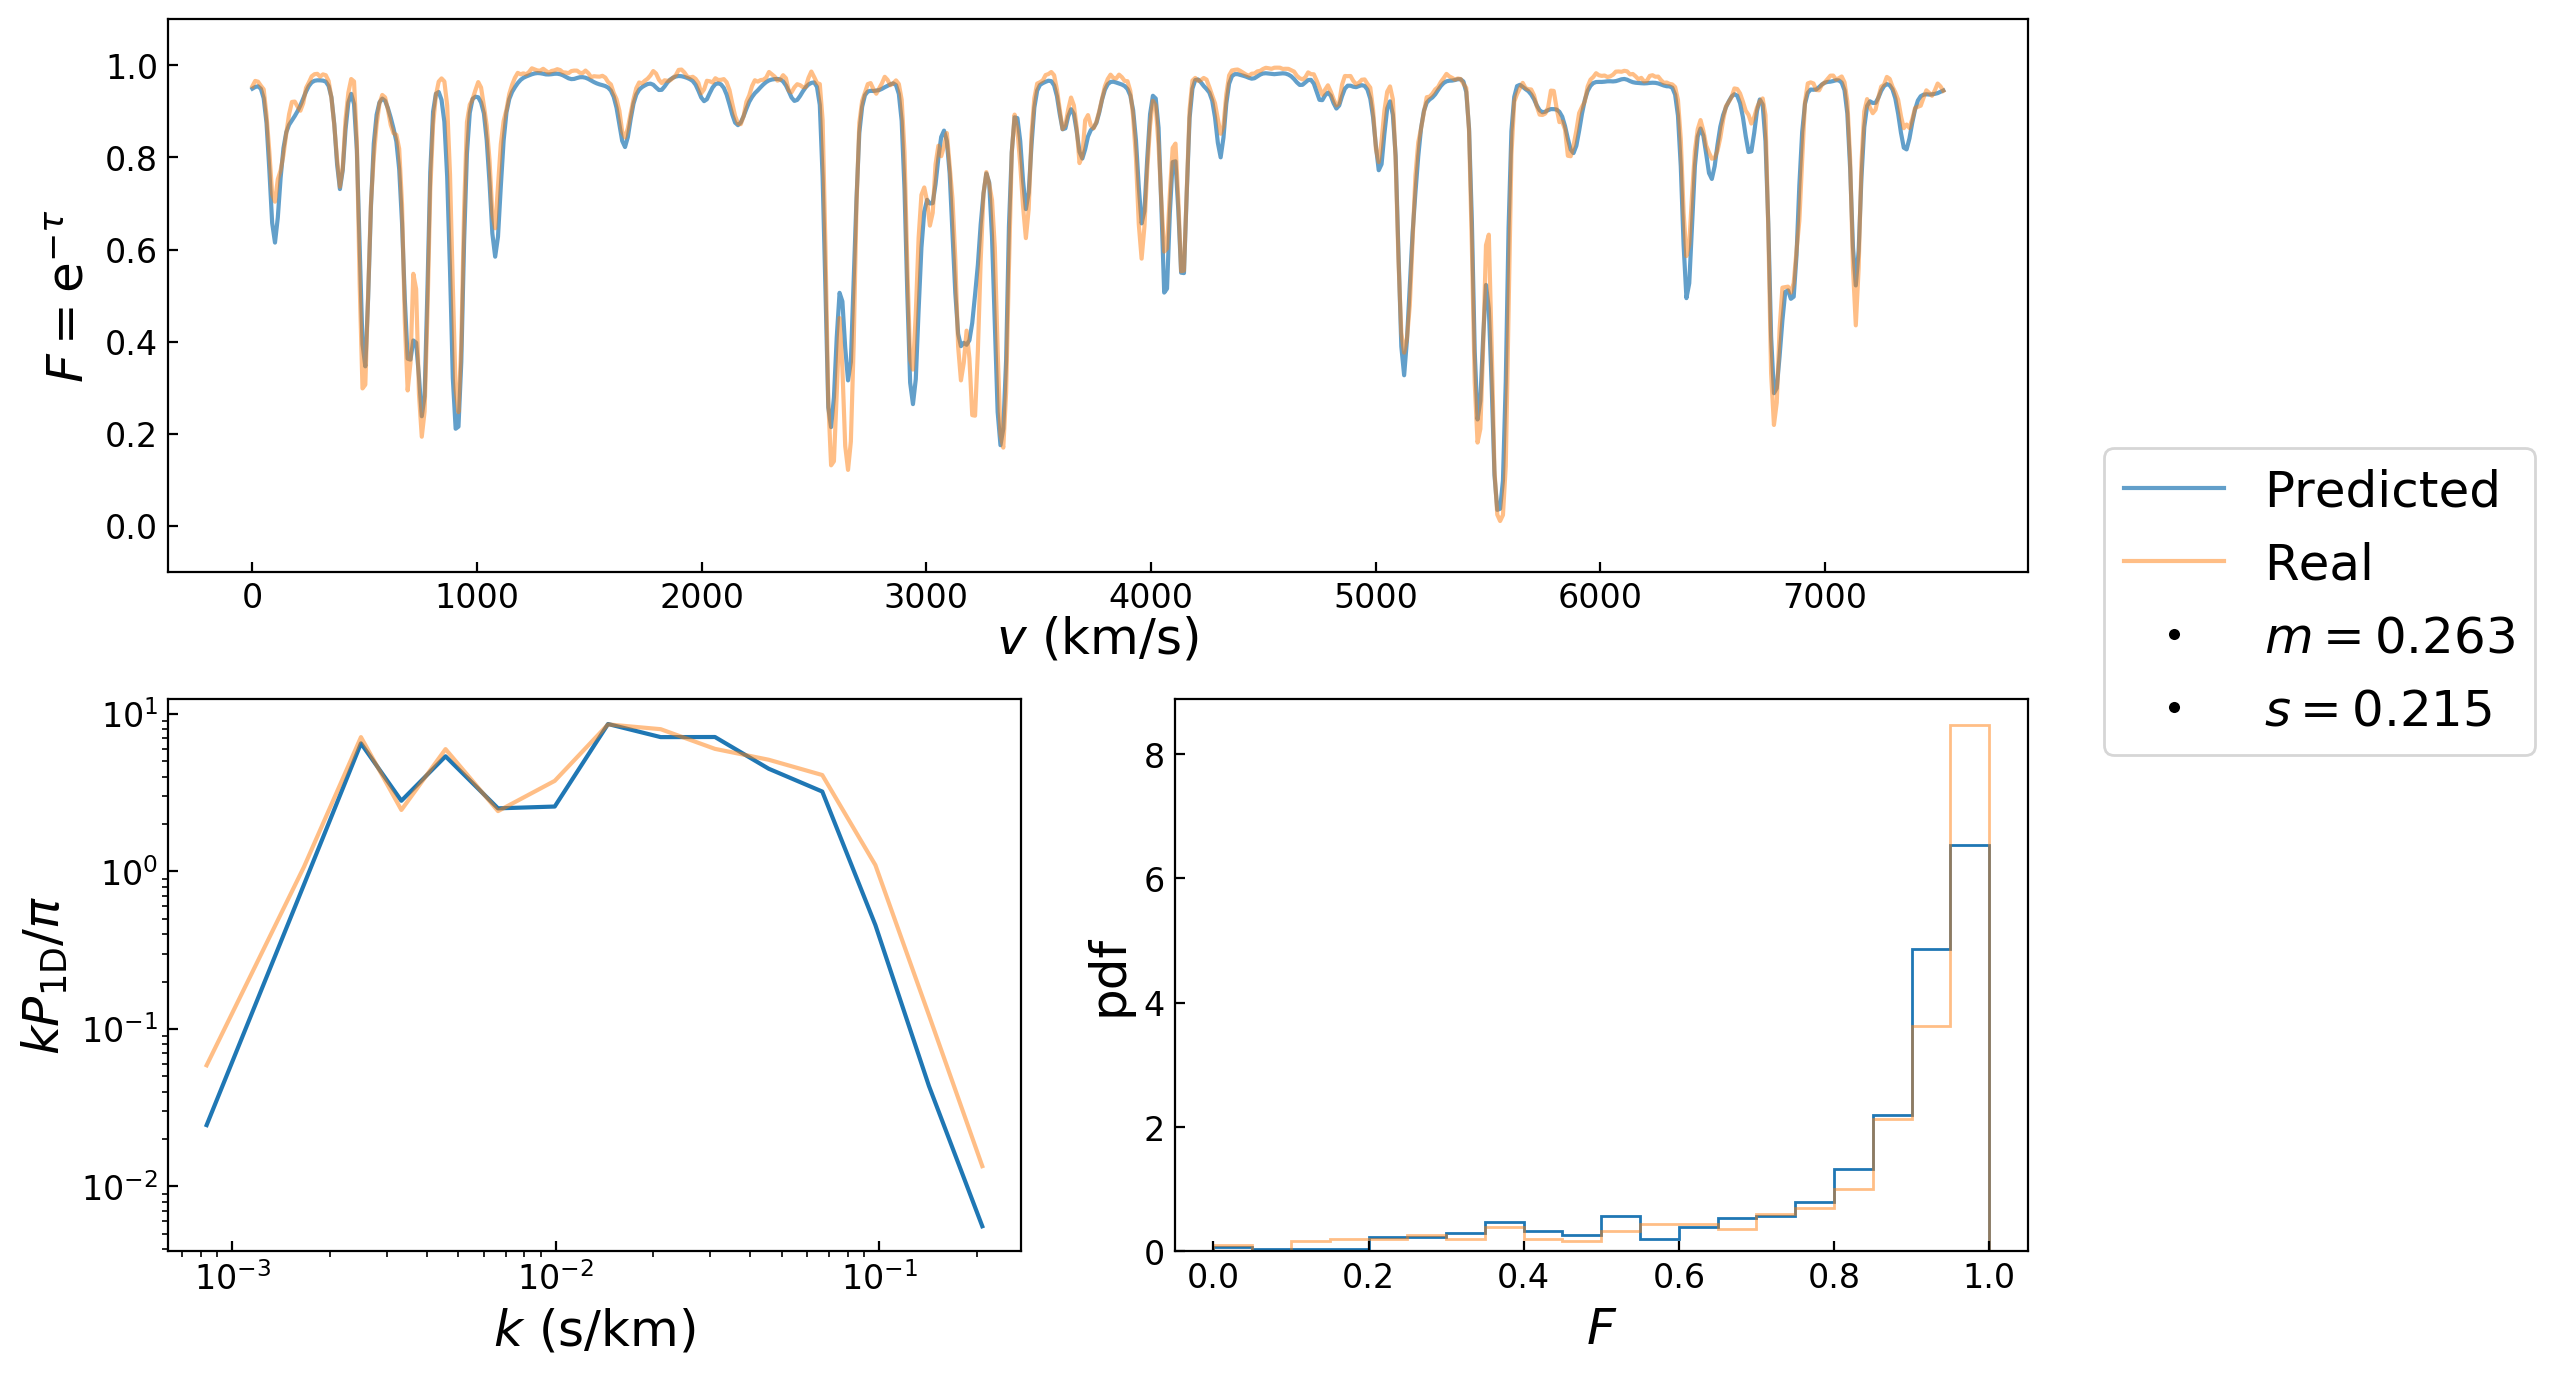 1.0
0.8
0.6
0.4
0.2
0.0
F = e^{−τ}
0 1000 2000 3000 4000 5000 6000 7000
v (km/s)
Predicted
Real
m = 0.263
s = 0.215
10^1
10^0
10^{−1}
10^{−2}
kP_{1D}/π
10^{−3} 10^{−2} 10^{−1}
k (s/km)
8
6
4
2
0
pdf
0.0 0.2 0.4 0.6 0.8 1.0
F